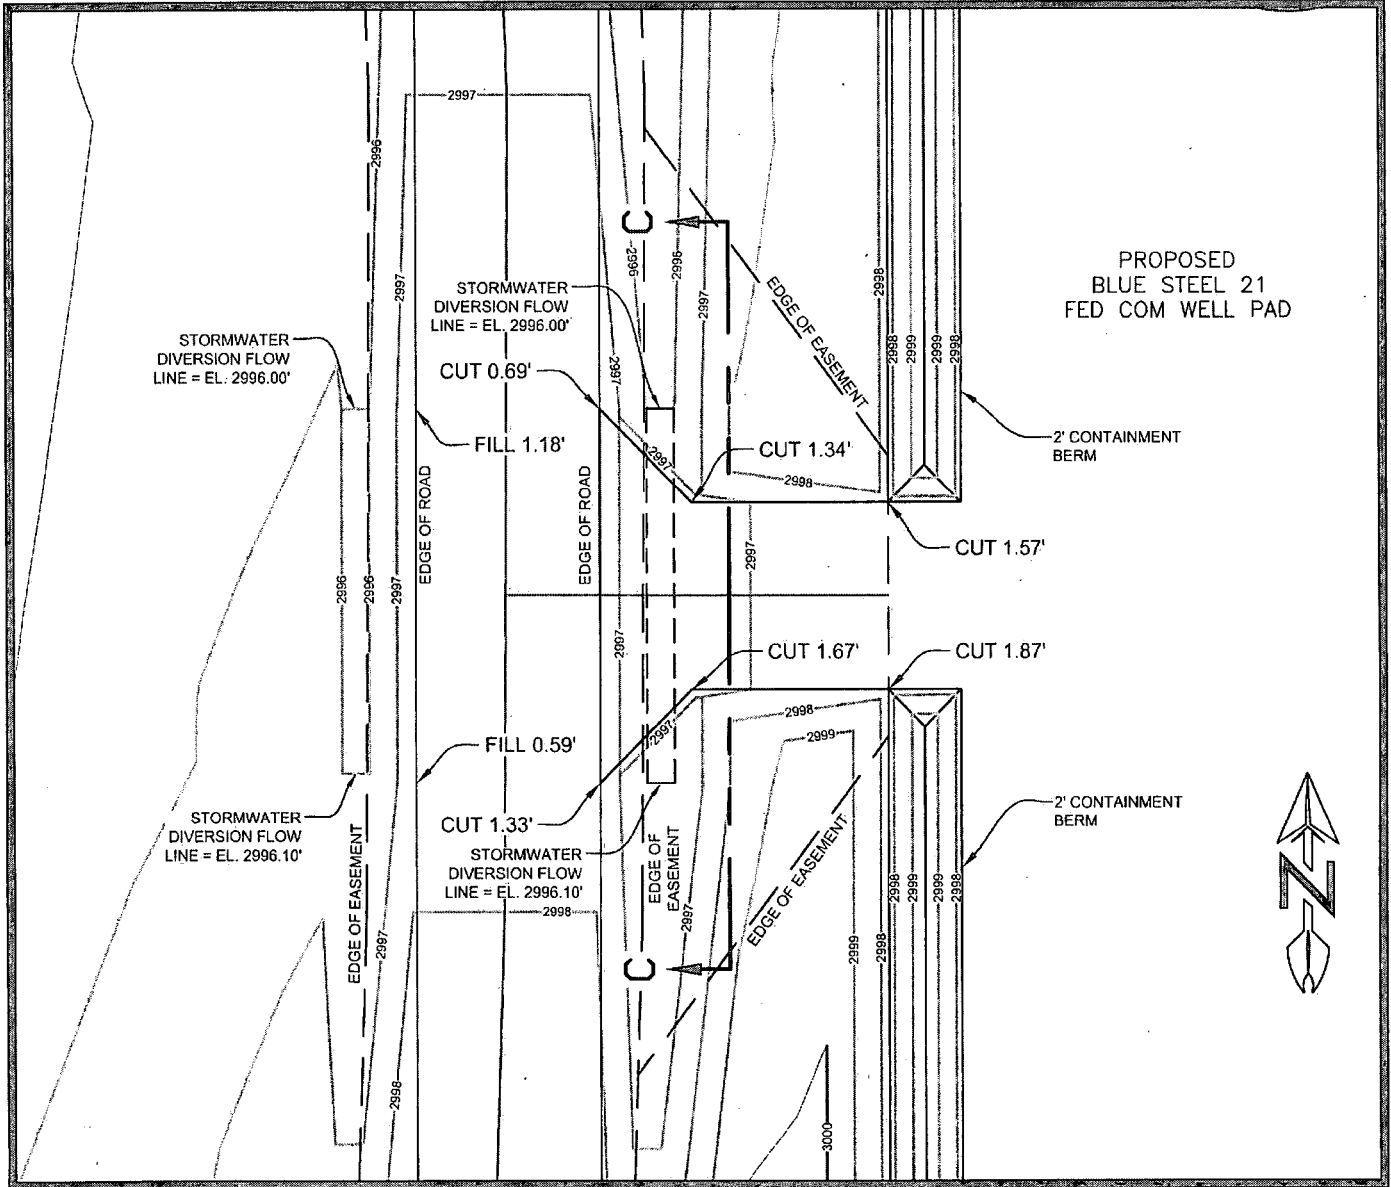 2997
2996
C
2996
2996
2998
PROPOSED
BLUE STEEL 21
FED COM WELL PAD
2997
STORMWATER
DIVERSION FLOW
LINE = EL. 2996.00'
2997
EDGE OF EASEMENT
STORMWATER
DIVERSION FLOW
LINE = EL. 2996.00'
CUT 0.69'
2997
2998
2999
2999
2998
FILL 1.18'
CUT 1.34'
2' CONTAINMENT
BERM
2997
2998
EDGE OF ROAD
EDGE OF ROAD
CUT 1.57'
2996
2996
2997
2997
2997
CUT 1.67'
CUT 1.87'
2998
2997
2999
FILL 0.59'
STORMWATER
DIVERSION FLOW
LINE = EL. 2996.10'
CUT 1.33'
STORMWATER
DIVERSION FLOW
LINE = EL. 2996.10'
EDGE OF
EASEMENT
EDGE OF EASEMENT
2' CONTAINMENT
BERM
EDGE OF EASEMENT
2998
2997
2997
2998
2999
2999
2998
2999
2998
C
2998
3000
N